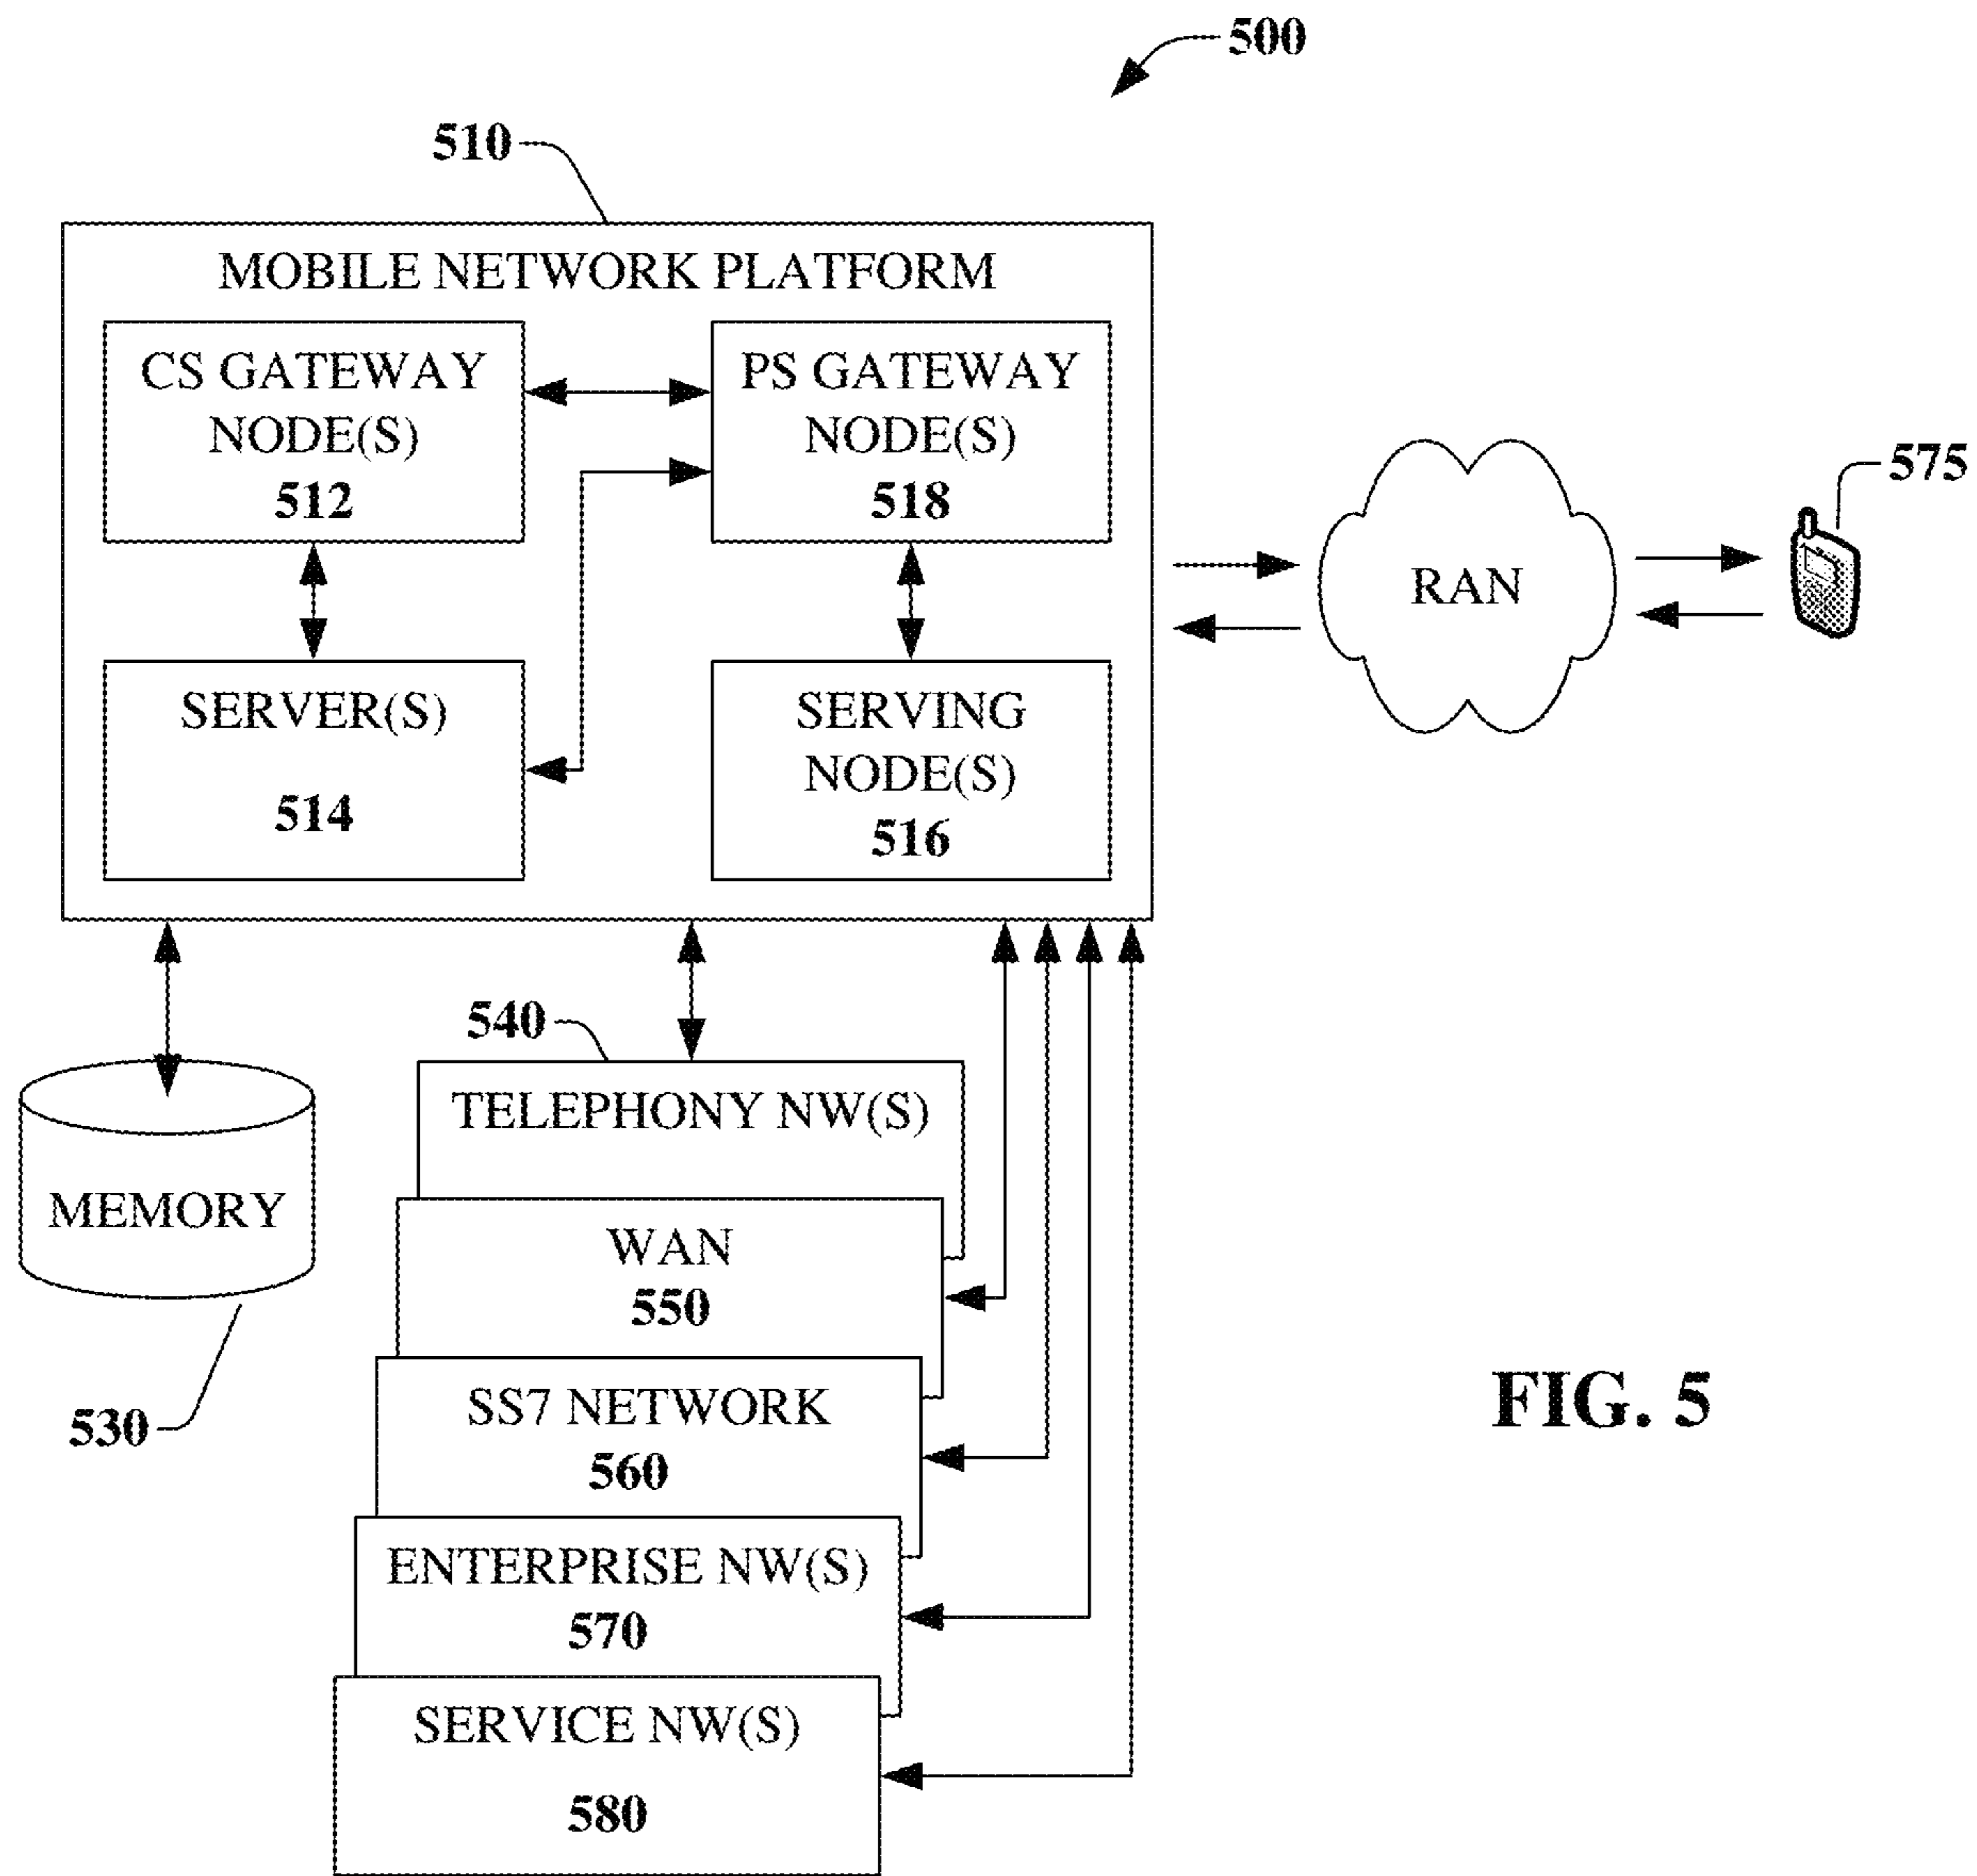 500
510
MOBILE NETWORK PLATFORM
CS GATEWAY
NODE(S)
512
PS GATEWAY
NODE(S)
518
SERVER(S)
514
SERVING
NODE(S)
516
RAN
575
540
TELEPHONY NW(S)
MEMORY
530
WAN
550
SS7 NETWORK
560
ENTERPRISE NW(S)
570
SERVICE NW(S)
580
FIG. 5